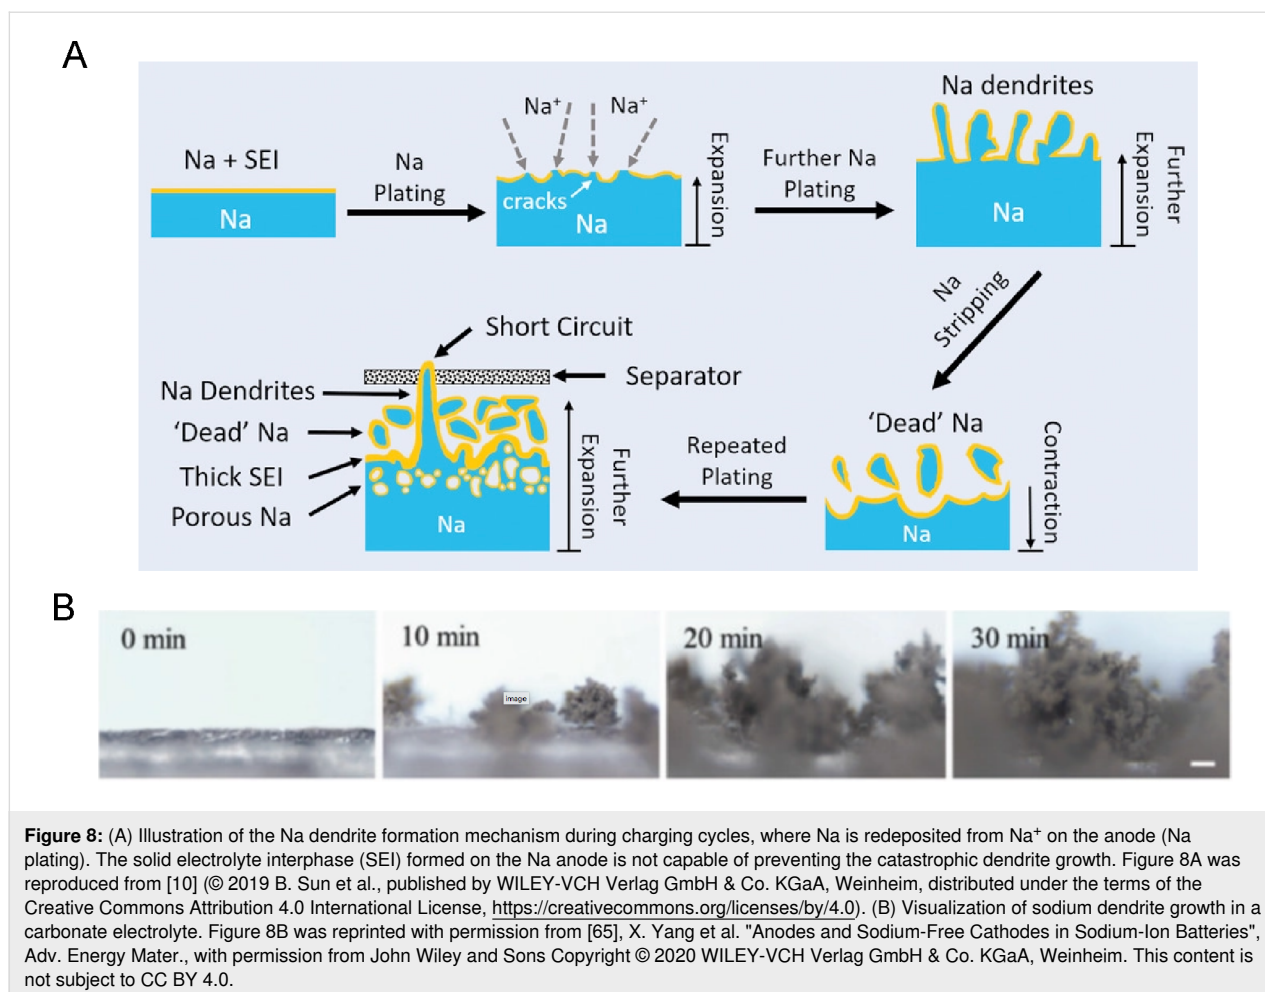 A
Na + SEI
Na
Na
Plating
Na⁺
Na⁺
cracks
Na
Expansion
Further Na
Plating
Na dendrites
Na
Further
Expansion
Na
Stripping
'Dead' Na
Na
Contraction
Repeated
Plating
Short Circuit
Separator
Na Dendrites
'Dead' Na
Thick SEI
Porous Na
Na
Further
Expansion
B
0 min
10 min
image
20 min
30 min
Figure 8: (A) Illustration of the Na dendrite formation mechanism during charging cycles, where Na is redeposited from Na⁺ on the anode (Na
plating). The solid electrolyte interphase (SEI) formed on the Na anode is not capable of preventing the catastrophic dendrite growth. Figure 8A was
reproduced from [10] (© 2019 B. Sun et al., published by WILEY-VCH Verlag GmbH & Co. KGaA, Weinheim, distributed under the terms of the
Creative Commons Attribution 4.0 International License, https://creativecommons.org/licenses/by/4.0). (B) Visualization of sodium dendrite growth in a
carbonate electrolyte. Figure 8B was reprinted with permission from [65], X. Yang et al. "Anodes and Sodium-Free Cathodes in Sodium-Ion Batteries",
Adv. Energy Mater., with permission from John Wiley and Sons Copyright © 2020 WILEY-VCH Verlag GmbH & Co. KGaA, Weinheim. This content is
not subject to CC BY 4.0.